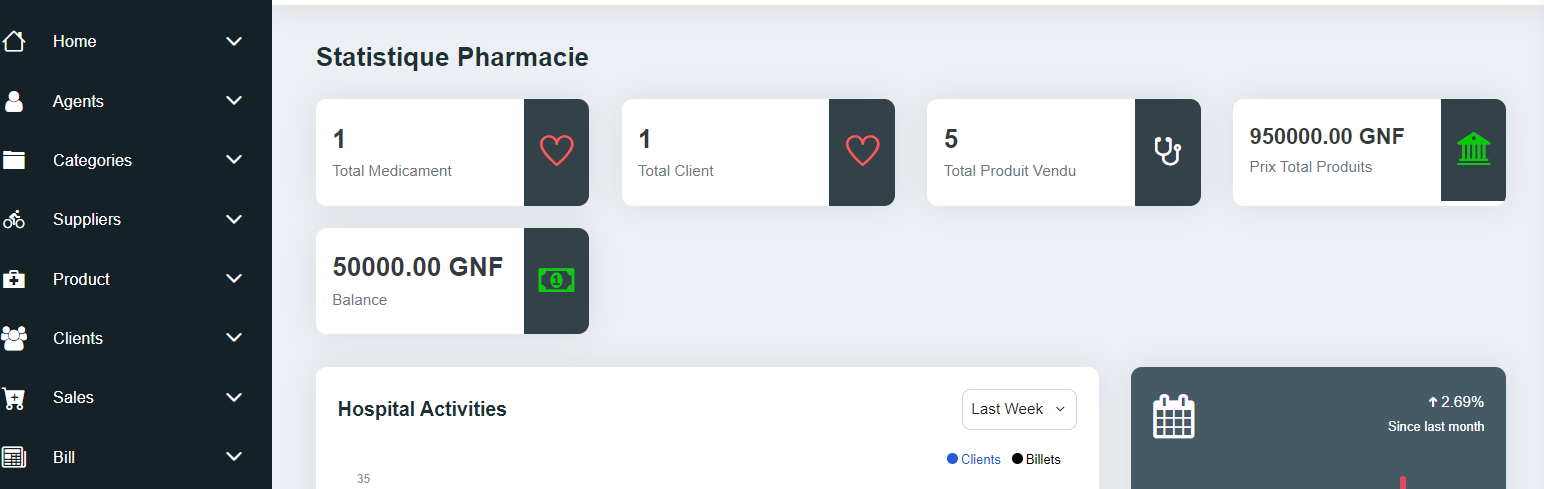 Home
Agents
Categories
Suppliers
Product
Clients
Sales
Bill
Statistique Pharmacie
1
Total Medicament
1
Total Client
5
Total Produit Vendu
950000.00 GNF
Prix Total Produits
50000.00 GNF
Balance
Hospital Activities
Last Week
Clients
Billets
35
2.69%
Since last month